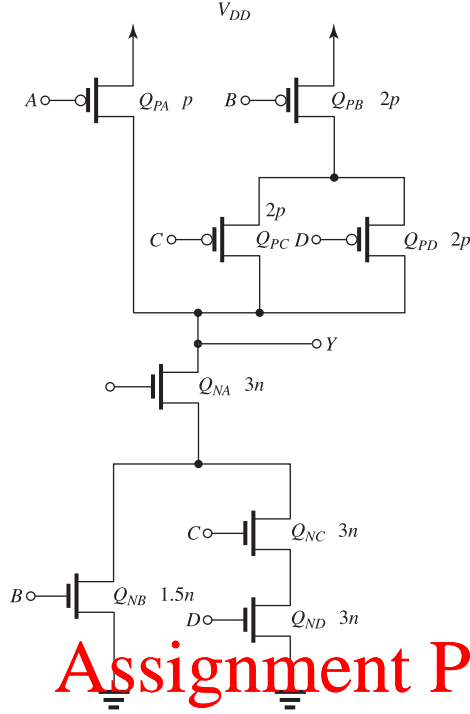 V_DD
A Q_PA p B Q_PB 2p
2p
C Q_PC D Q_PD 2p
Y
Q_NA 3n
C Q_NC 3n
B Q_NB 1.5n
D Q_ND 3n
Assignment P